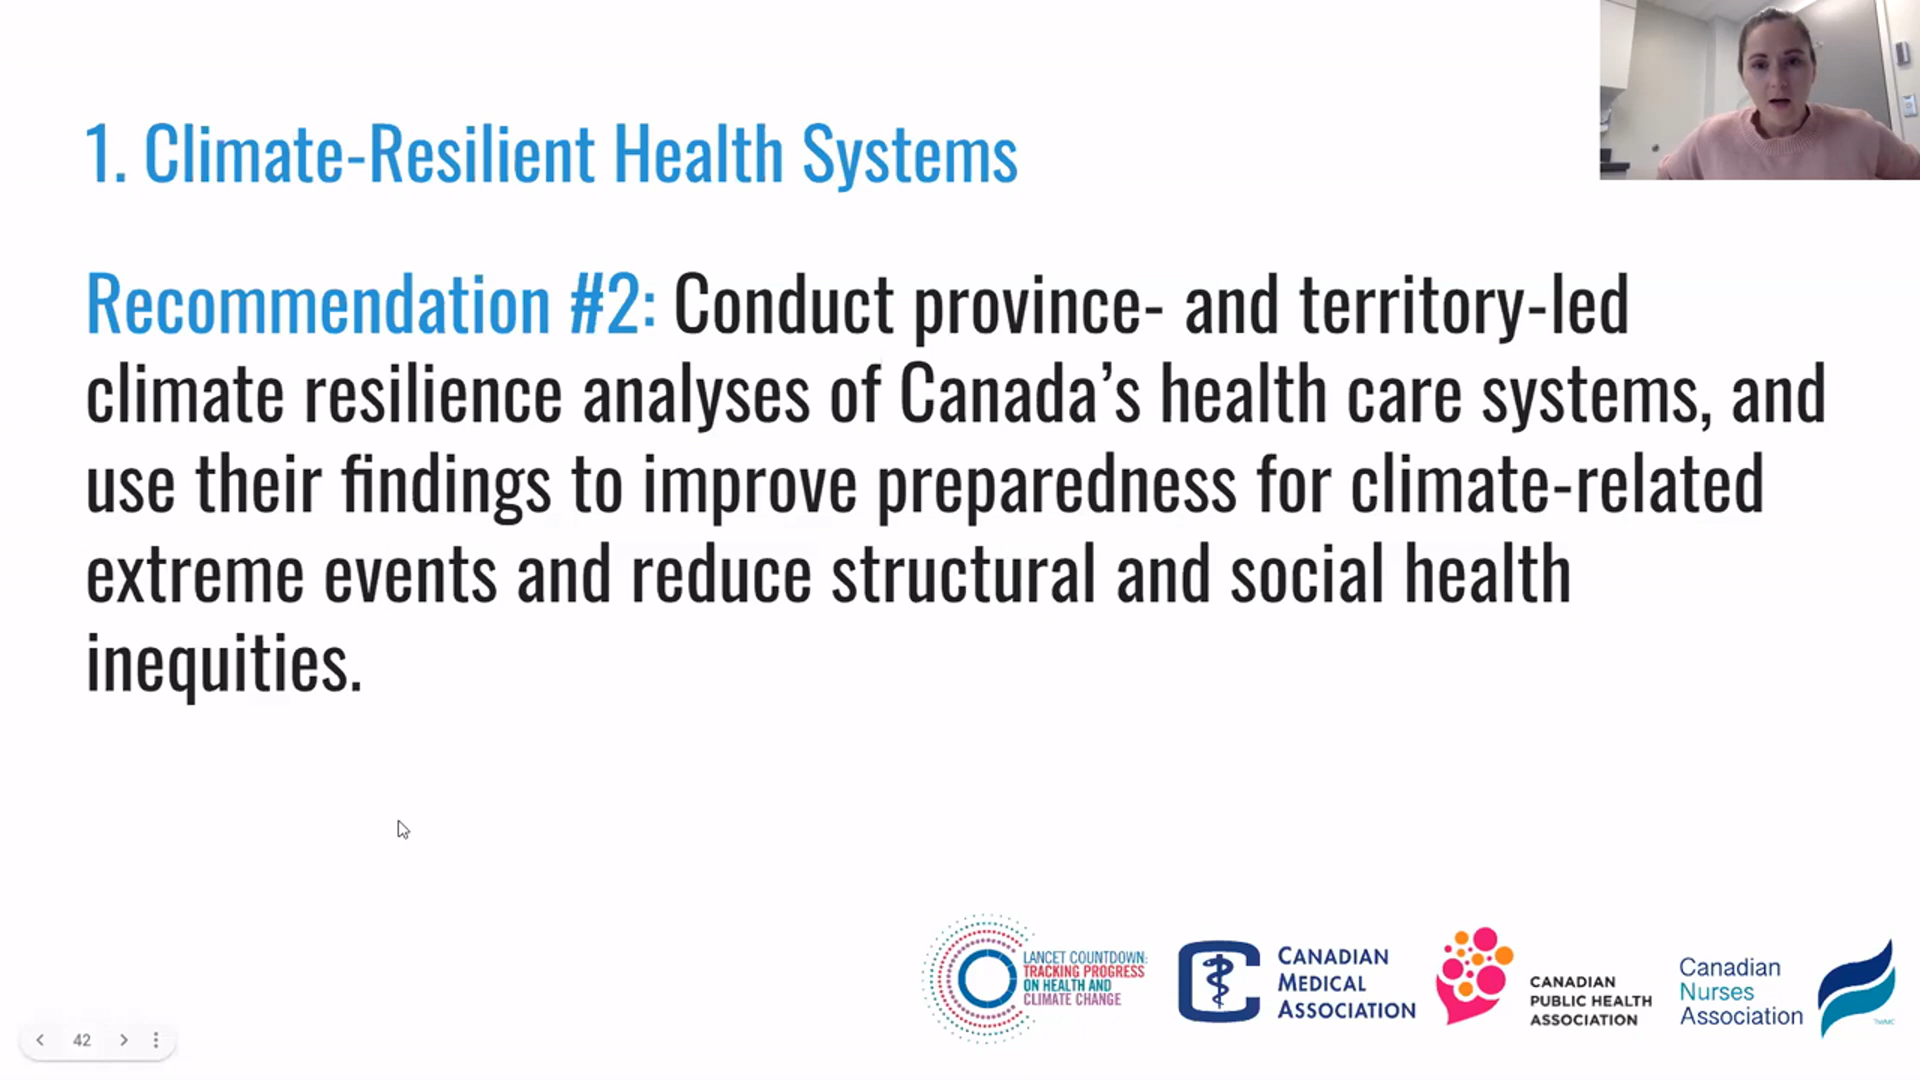 1. Climate-Resilient Health Systems
Recommendation #2: Conduct province- and territory-led
climate resilience analyses of Canada’s health care systems, and
use their findings to improve preparedness for climate-related
extreme events and reduce structural and social health
inequities.
LANCET COUNTDOWN:
TRACKING PROGRESS
ON HEALTH AND
CLIMATE CHANGE
CANADIAN
MEDICAL
ASSOCIATION
CANADIAN
PUBLIC HEALTH
ASSOCIATION
Canadian
Nurses
Association
42